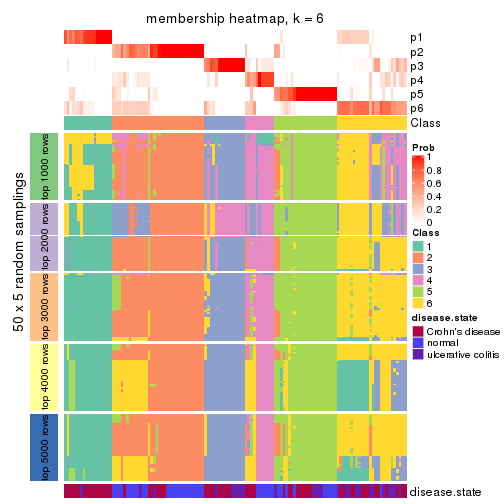 membership heatmap, k = 6
p1
p2
p3
p4
p5
p6
Class
50 x 5 random samplings
top 1000 rows
top 2000 rows
top 3000 rows
top 4000 rows
top 5000 rows
Prob
1
0.8
0.6
0.4
0.2
0
Class
1
2
3
4
5
6
disease.state
Crohn's disease
normal
ulcerative colitis
disease.state